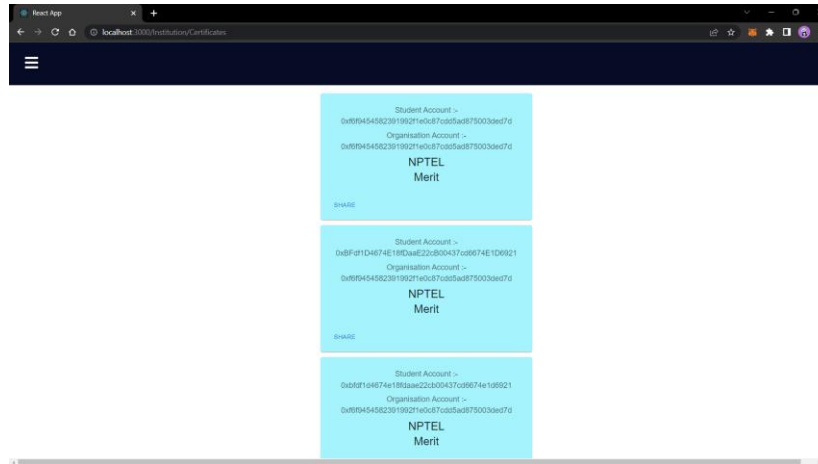 React App
localhost:3000/Institution/Certificates
Student Account :-
0xf6f9454582391992f1e0c87cdd5ad875003ded7d
Organisation Account :-
0xf6f9454582391992f1e0c87cdd5ad875003ded7d
NPTEL
Merit
SHARE
Student Account :-
0xBFdf1D4674E18fDaaE22cB00437cd6674E1D6921
Organisation Account :-
0xf6f9454582391992f1e0c87cdd5ad875003ded7d
NPTEL
Merit
SHARE
Student Account :-
0xbfdf1d4674e18fdaae22cb00437cd6674e1d6921
Organisation Account :-
0xf6f9454582391992f1e0c87cdd5ad875003ded7d
NPTEL
Merit